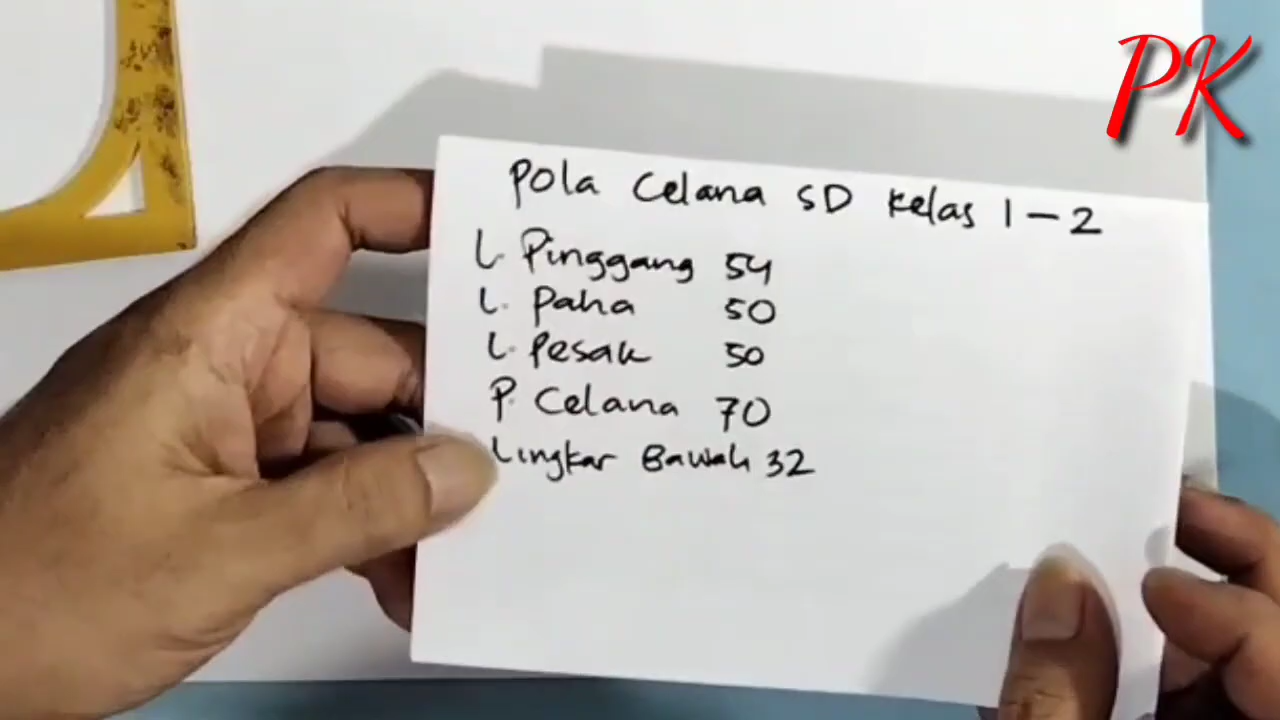 PK
Pola Celana SD Kelas 1-2
L. Pinggang 54
L. Paha 50
L. Pesak 50
P. Celana 70
Lingkar Bawah 32